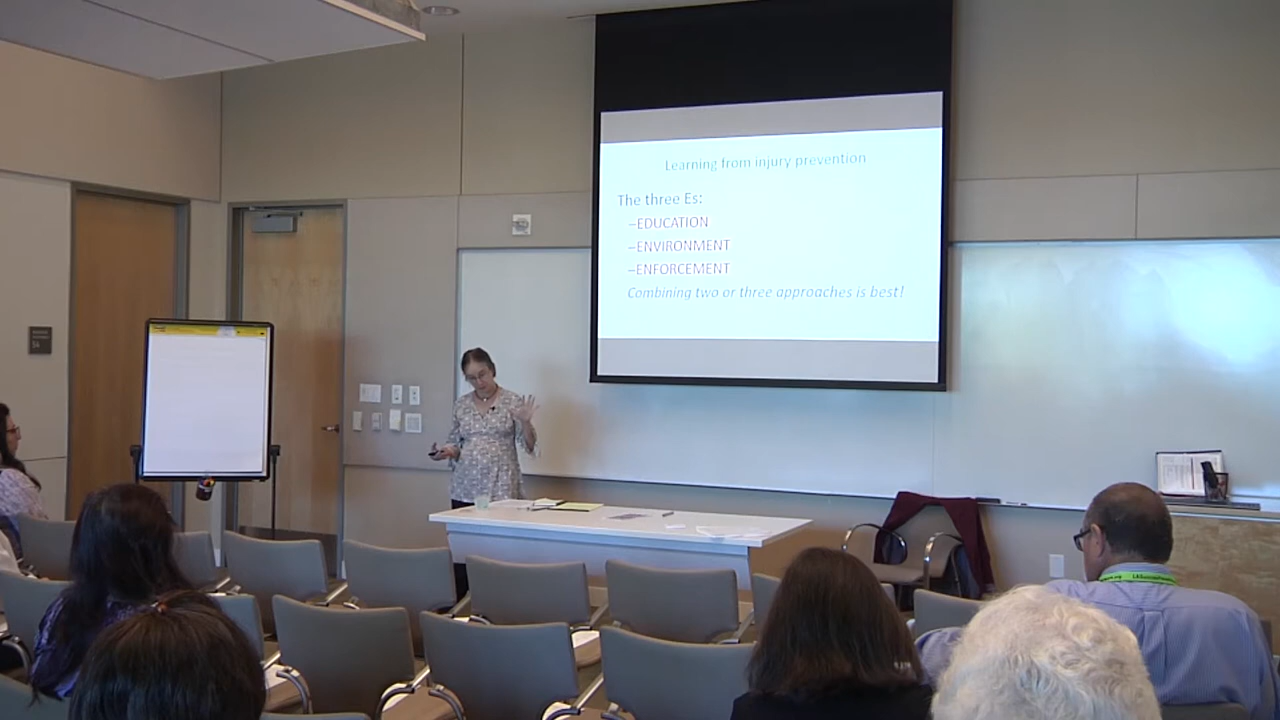 Learning from injury prevention
The three Es:
–EDUCATION
–ENVIRONMENT
–ENFORCEMENT
Combining two or three approaches is best!